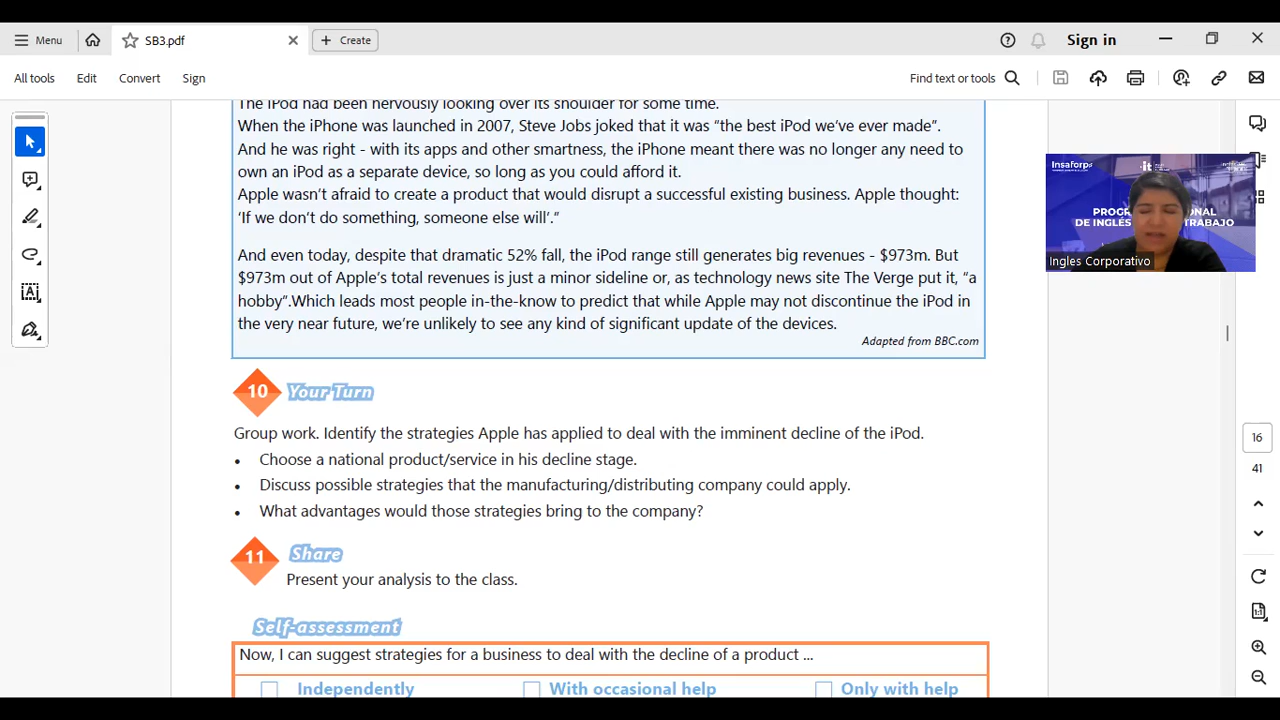 Menu
SB3.pdf
Create
Sign in
All tools
Edit
Convert
Sign
Find text or tools
The iPod had been nervously looking over its shoulder for some time.
When the iPhone was launched in 2007, Steve Jobs joked that it was “the best iPod we’ve ever made”.
And he was right - with its apps and other smartness, the iPhone meant there was no longer any need to
own an iPod as a separate device, so long as you could afford it.
Apple wasn’t afraid to create a product that would disrupt a successful existing business. Apple thought:
‘If we don’t do something, someone else will’.”
And even today, despite that dramatic 52% fall, the iPod range still generates big revenues - $973m. But
$973m out of Apple’s total revenues is just a minor sideline or, as technology news site The Verge put it, “a
hobby”.Which leads most people in-the-know to predict that while Apple may not discontinue the iPod in
the very near future, we’re unlikely to see any kind of significant update of the devices.
Adapted from BBC.com
10 Your Turn
Group work. Identify the strategies Apple has applied to deal with the imminent decline of the iPod.
• Choose a national product/service in his decline stage.
• Discuss possible strategies that the manufacturing/distributing company could apply.
• What advantages would those strategies bring to the company?
11 Share
Present your analysis to the class.
Self-assessment
Now, I can suggest strategies for a business to deal with the decline of a product ...
Independently
With occasional help
Only with help
Insaforp
it
DE INGLÉS
TRABAJO
Ingles Corporativo
16
41